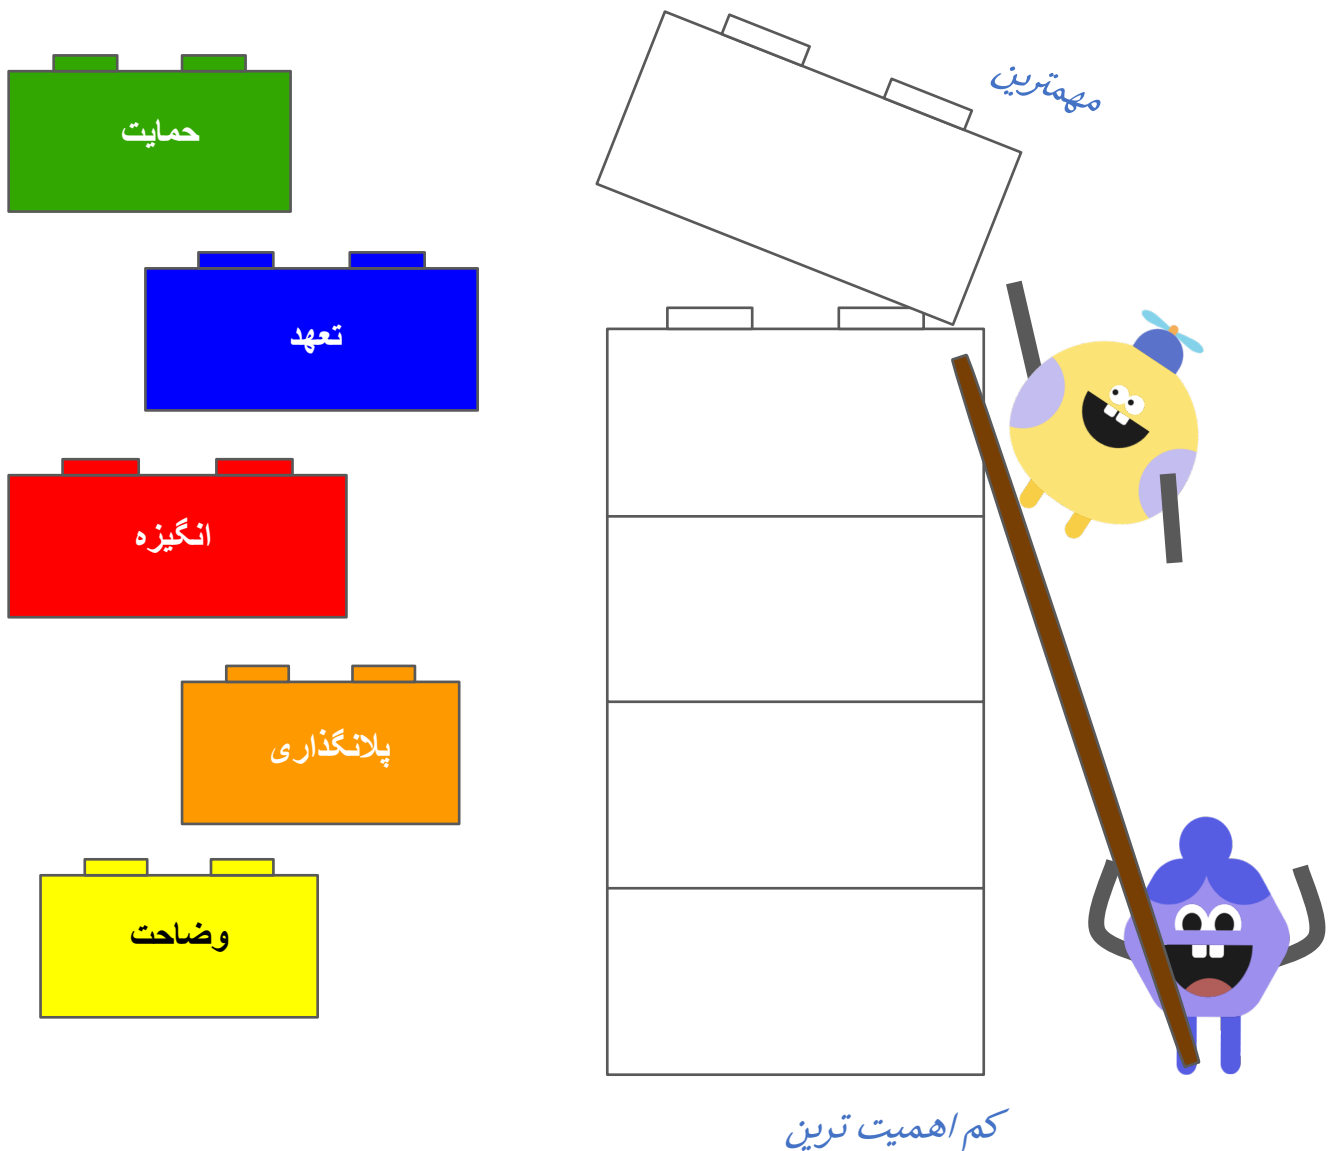 مهمترین
حمایت
تعهد
انگیزه
پلانگذاری
وضاحت
کم اهمیت ترین